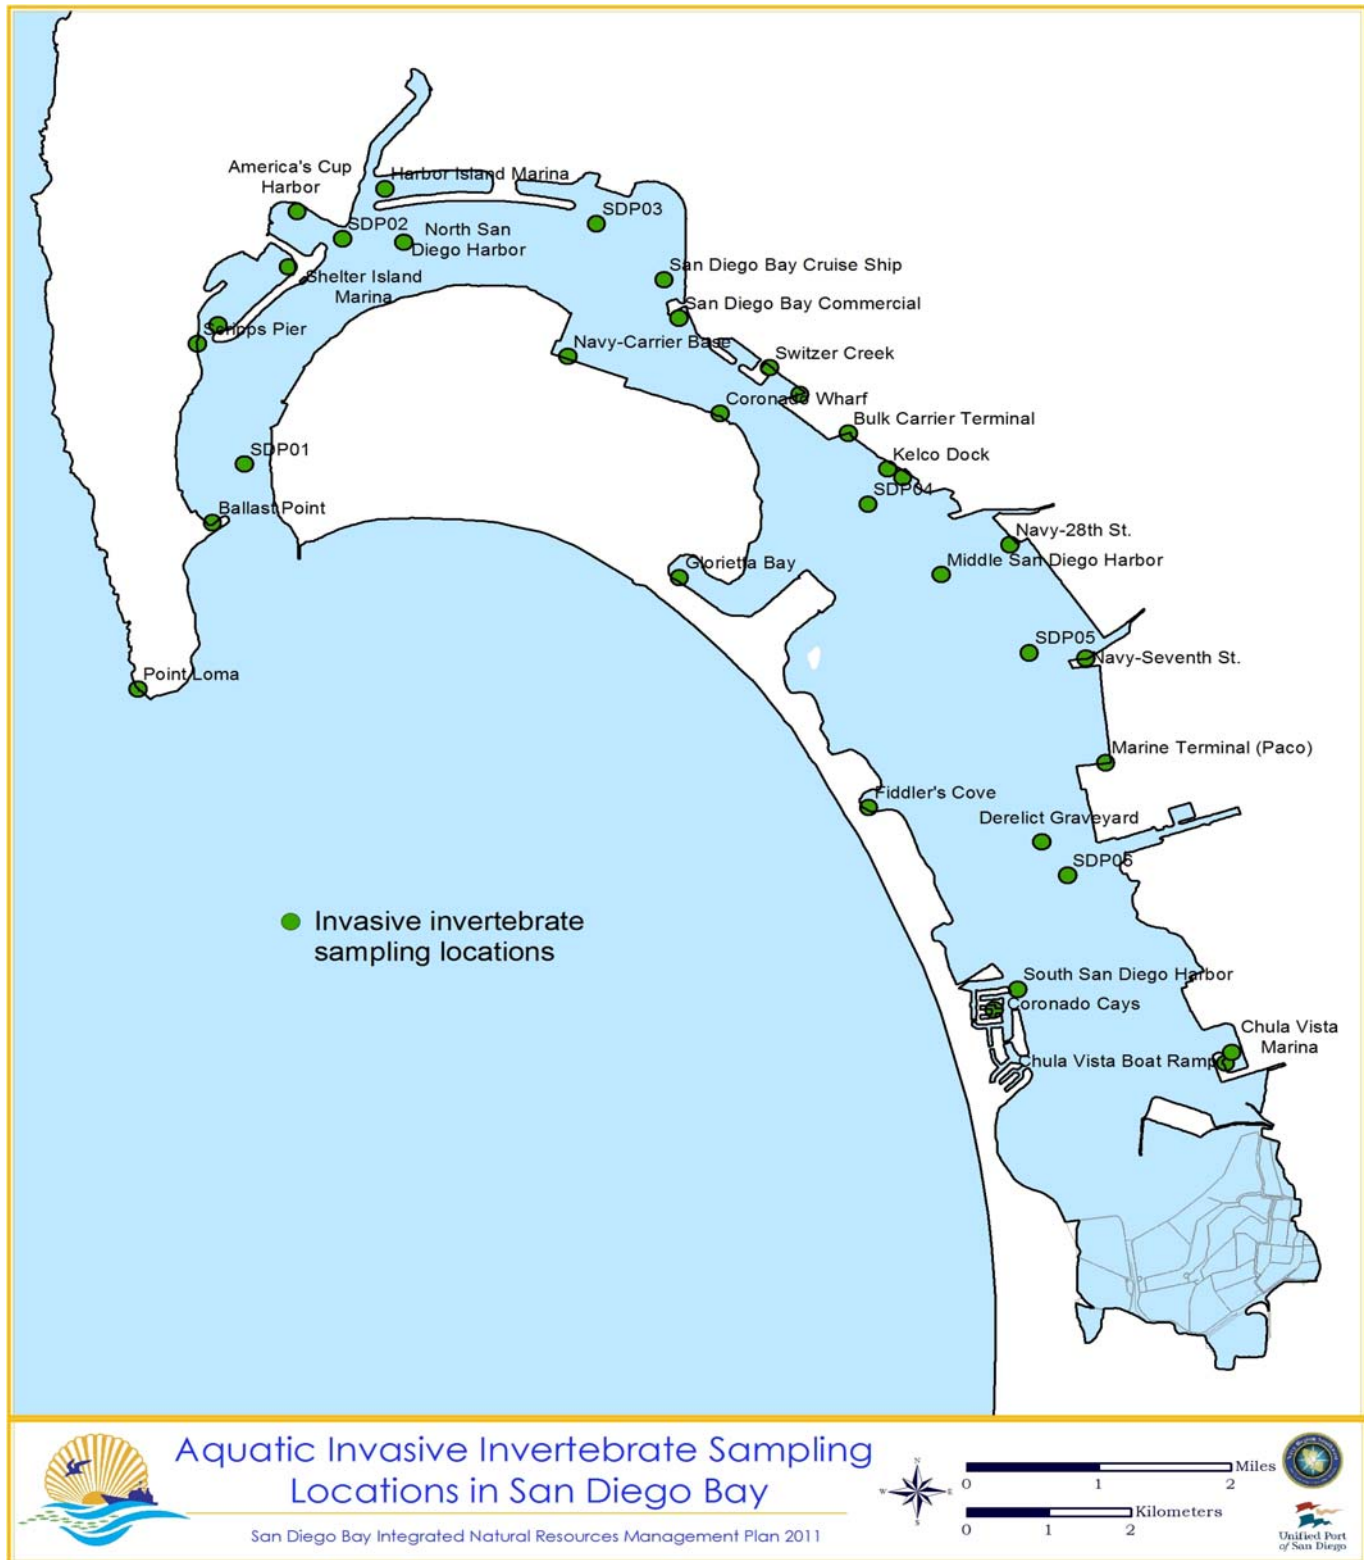 America's Cup
Harbor
Harbor Island Marina
SDP02
North San
Diego Harbor
SDP03
Shelter Island
Marina
San Diego Bay Cruise Ship
San Diego Bay Commercial
Scripps Pier
Navy-Carrier Base
Switzer Creek
Coronado Wharf
Bulk Carrier Terminal
SDP01
Kelco Dock
SDP04
Ballast Point
Navy-28th St.
Glorietta Bay
Middle San Diego Harbor
SDP05
Navy-Seventh St.
Point Loma
Marine Terminal (Paco)
Fiddler's Cove
Derelict Graveyard
SDP06
Invasive invertebrate
sampling locations
South San Diego Harbor
Coronado Cays
Chula Vista
Marina
Chula Vista Boat Ramp
Aquatic Invasive Invertebrate Sampling
Locations in San Diego Bay
San Diego Bay Integrated Natural Resources Management Plan 2011
N
W
E
S
Miles
0 1 2
Kilometers
0 1 2
Unified Port
of San Diego